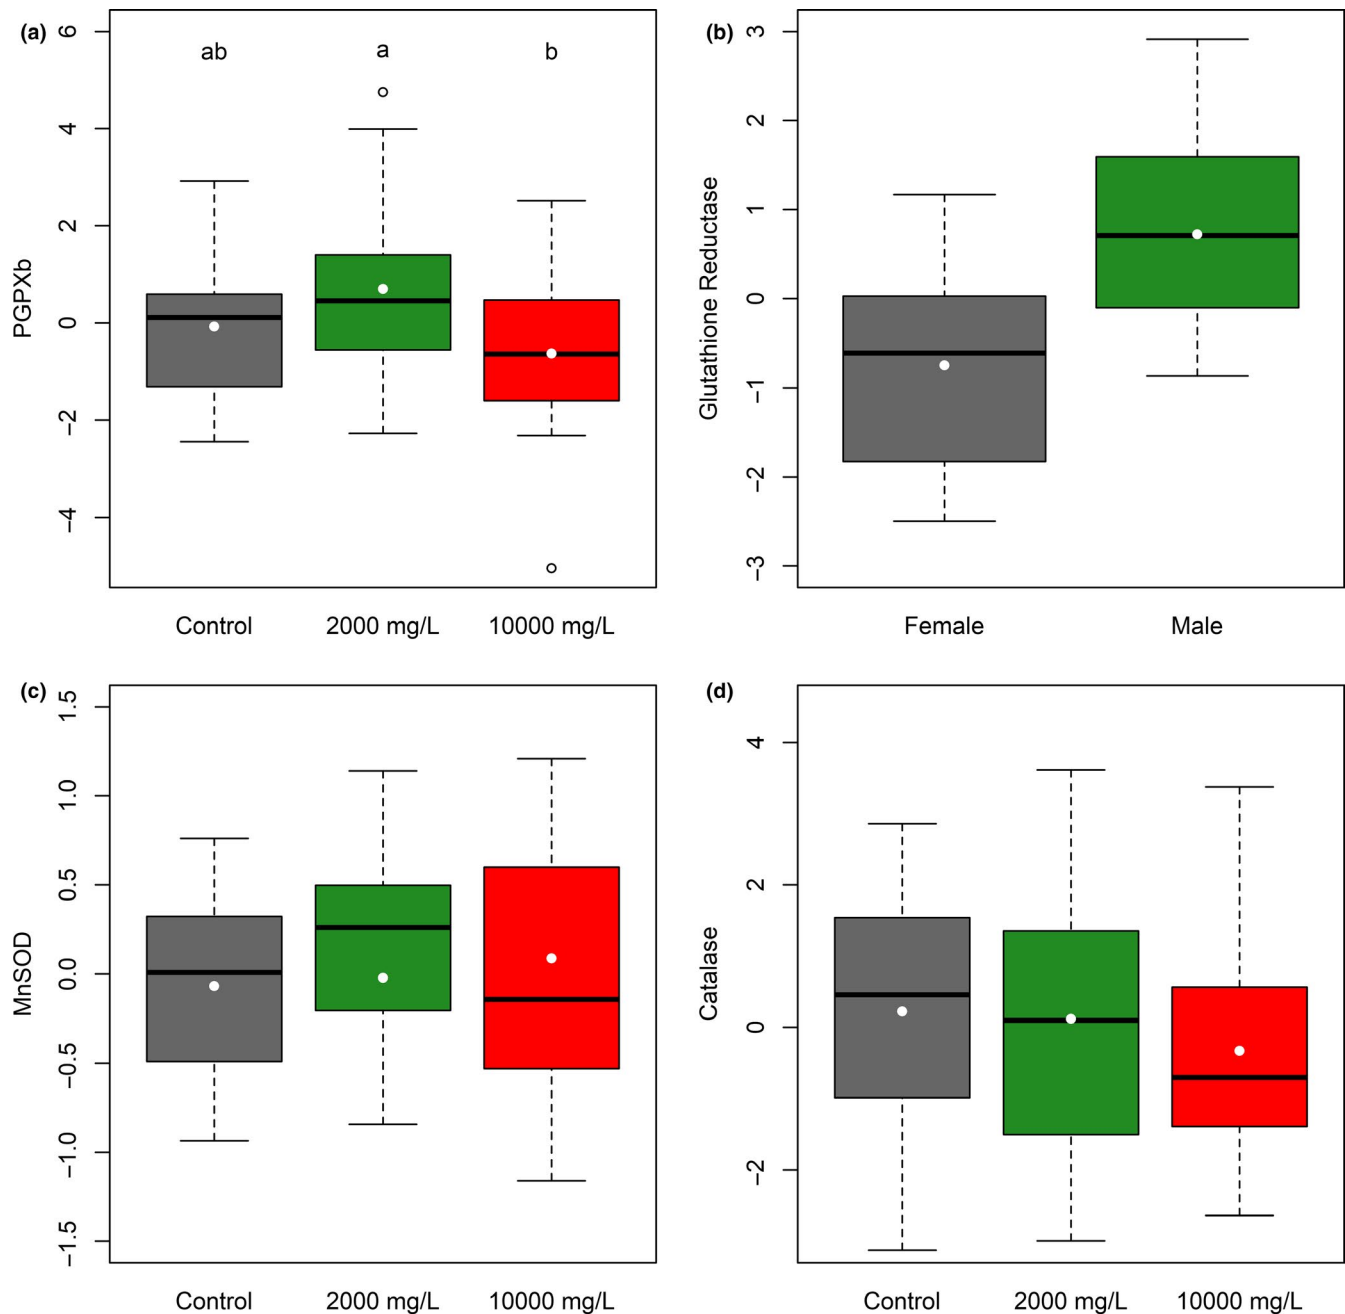 (a)
6
4
2
0
−2
−4
PGPXb
ab
a
b
Control
2000 mg/L
10000 mg/L
(b)
3
2
1
0
−1
−2
−3
Glutathione Reductase
Female
Male
(c)
1.5
1.0
0.5
0.0
−0.5
−1.0
−1.5
MnSOD
Control
2000 mg/L
10000 mg/L
(d)
4
2
0
−2
Catalase
Control
2000 mg/L
10000 mg/L